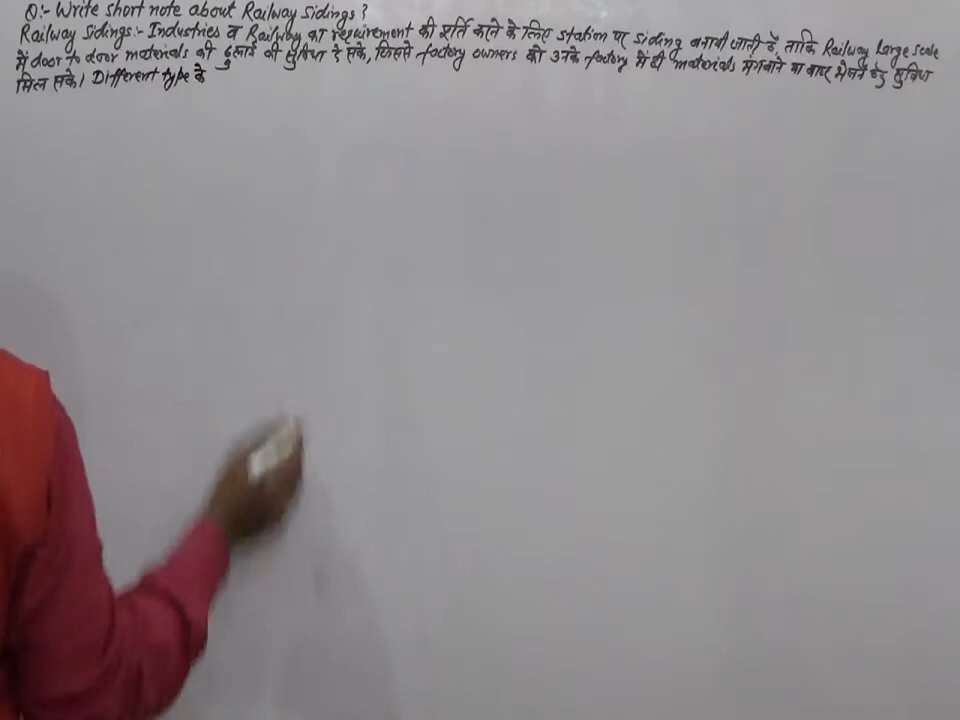 Q:- Write short note about Railway Sidings?
Railway Sidings:- Industries व Railway का requirement की पूर्ति करने के लिए station पर siding बनायी जाती है, ताकि Railway Large scale
में door to door materials की ढुलाई की सुविधा दे सके, जिससे factory owners को उनके factory में ही materials मंगवाने या बाहर भेजने हेतु सुविधा
मिल सके। Different type के